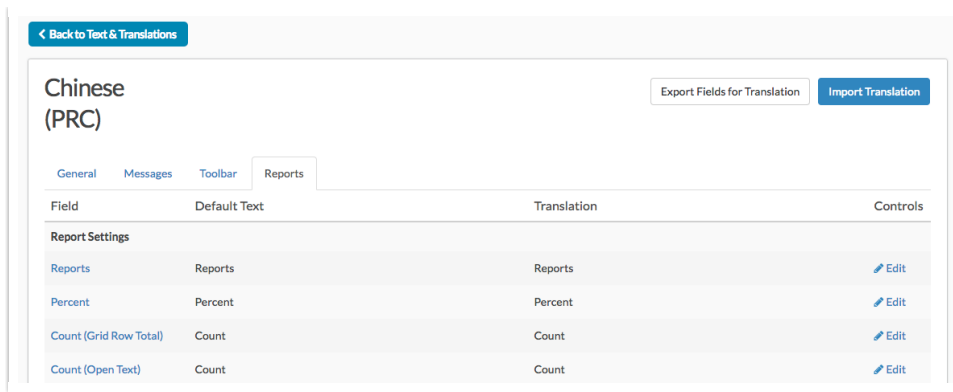 Back to Text & Translations
Chinese
(PRC)
Export Fields for Translation Import Translation
General Messages Toolbar Reports
Field Default Text Translation Controls
Report Settings
Reports Reports Reports Edit
Percent Percent Percent Edit
Count (Grid Row Total) Count Count Edit
Count (Open Text) Count Count Edit